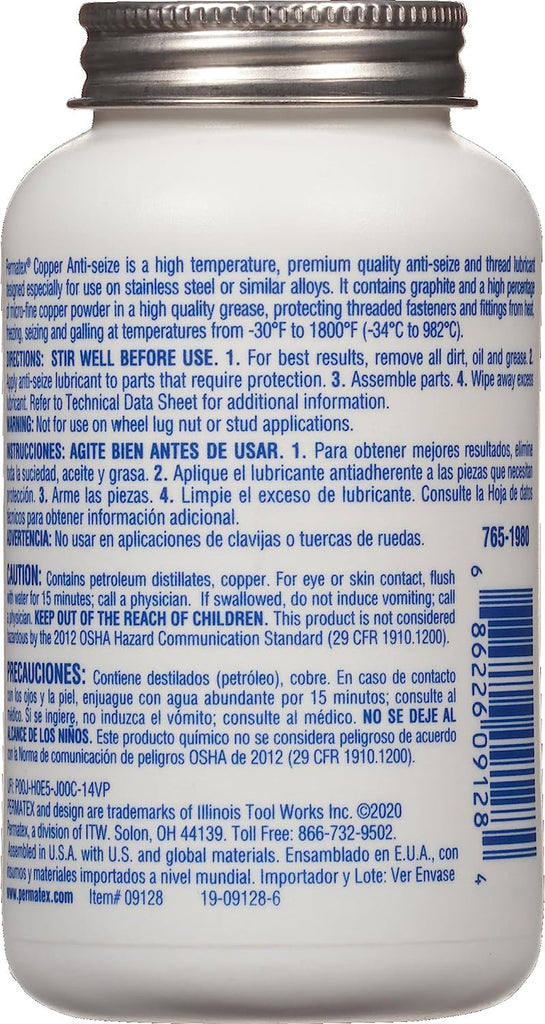 Permatex® Copper Anti-seize is a high temperature, premium quality anti-seize and thread lubricant
designed especially for use on stainless steel or similar alloys. It contains graphite and a high percentage
of micro-fine copper powder in a high quality grease, protecting threaded fasteners and fittings from heat,
freezing, seizing and galling at temperatures from -30°F to 1800°F (-34°C to 982°C).
DIRECTIONS: STIR WELL BEFORE USE. 1. For best results, remove all dirt, oil and grease. 2.
Apply anti-seize lubricant to parts that require protection. 3. Assemble parts. 4. Wipe away excess
lubricant. Refer to Technical Data Sheet for additional information.
WARNING: Not for use on wheel lug nut or stud applications.
INSTRUCCIONES: AGITE BIEN ANTES DE USAR. 1. Para obtener mejores resultados, elimine
toda la suciedad, aceite y grasa. 2. Aplique el lubricante antiadherente a las piezas que necesitan
protección. 3. Arme las piezas. 4. Limpie el exceso de lubricante. Consulte la Hoja de datos
técnicos para obtener información adicional.
ADVERTENCIA: No usar en aplicaciones de clavijas o tuercas de ruedas. 765-1980
CAUTION: Contains petroleum distillates, copper. For eye or skin contact, flush
with water for 15 minutes; call a physician. If swallowed, do not induce vomiting; call
a physician. KEEP OUT OF THE REACH OF CHILDREN. This product is not considered
hazardous by the 2012 OSHA Hazard Communication Standard (29 CFR 1910.1200).
PRECAUCIONES: Contiene destilados (petróleo), cobre. En caso de contacto
con los ojos y la piel, enjuague con agua abundante por 15 minutos; consulte al
médico. Si se ingiere, no induzca el vómito; consulte al médico. NO SE DEJE AL
ALCANCE DE LOS NIÑOS. Este producto químico no se considera peligroso de acuerdo
con la Norma de comunicación de peligros OSHA de 2012 (29 CFR 1910.1200).
UFI: P00J-H0E5-J00C-14VP
PERMATEX and design are trademarks of Illinois Tool Works Inc. ©2020
Permatex, a division of ITW. Solon, OH 44139. Toll Free: 866-732-9502.
Assembled in U.S.A. with U.S. and global materials. Ensamblado en E.U.A., con
insumos y materiales importados a nivel mundial. Importador y Lote: Ver Envase
www.permatex.com Item# 09128 19-09128-6
6 86226 09128 4